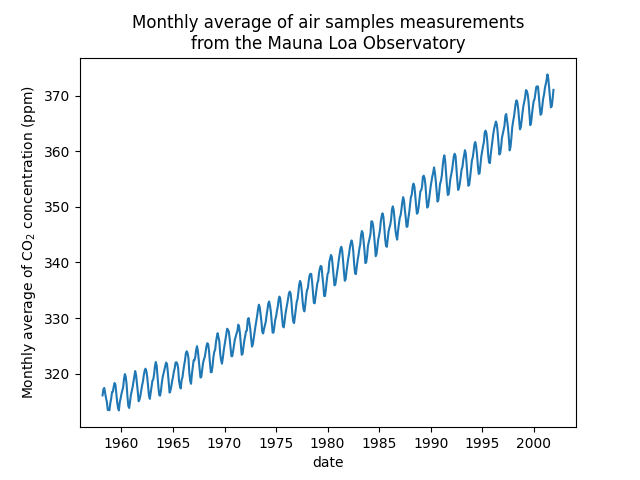 Monthly average of air samples measurements
from the Mauna Loa Observatory
Monthly average of CO₂ concentration (ppm)
370
360
350
340
330
320
1960 1965 1970 1975 1980 1985 1990 1995 2000
date